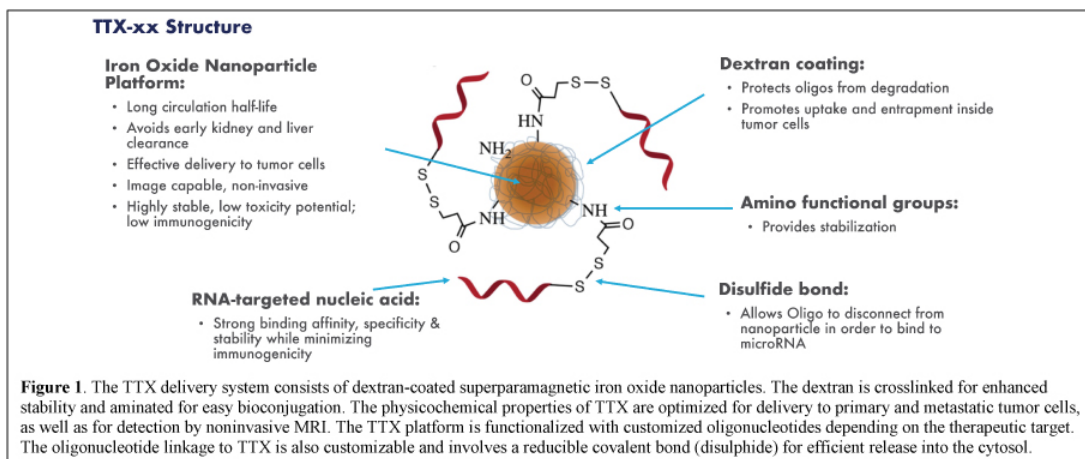 TTX-xx Structure
Iron Oxide Nanoparticle
Platform:
• Long circulation half-life
• Avoids early kidney and liver
clearance
• Effective delivery to tumor cells
• Image capable, non-invasive
• Highly stable, low toxicity potential;
low immunogenicity
Dextran coating:
• Protects oligos from degradation
• Promotes uptake and entrapment inside
tumor cells
O
S
S
HN
NH2
S
S
O
NH
NH
O
S
S
Amino functional groups:
• Provides stabilization
RNA-targeted nucleic acid:
• Strong binding affinity, specificity &
stability while minimizing
immunogenicity
Disulfide bond:
• Allows Oligo to disconnect from
nanoparticle in order to bind to
microRNA
Figure 1. The TTX delivery system consists of dextran-coated superparamagnetic iron oxide nanoparticles. The dextran is crosslinked for enhanced
stability and aminated for easy bioconjugation. The physicochemical properties of TTX are optimized for delivery to primary and metastatic tumor cells,
as well as for detection by noninvasive MRI. The TTX platform is functionalized with customized oligonucleotides depending on the therapeutic target.
The oligonucleotide linkage to TTX is also customizable and involves a reducible covalent bond (disulphide) for efficient release into the cytosol.